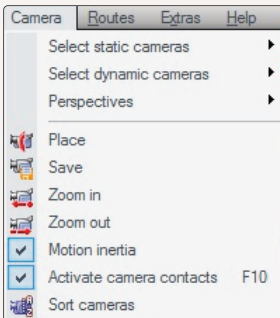 Camera Routes Extras Help
Select static cameras
Select dynamic cameras
Perspectives
Place
Save
Zoom in
Zoom out
Motion inertia
Activate camera contacts F10
Sort cameras